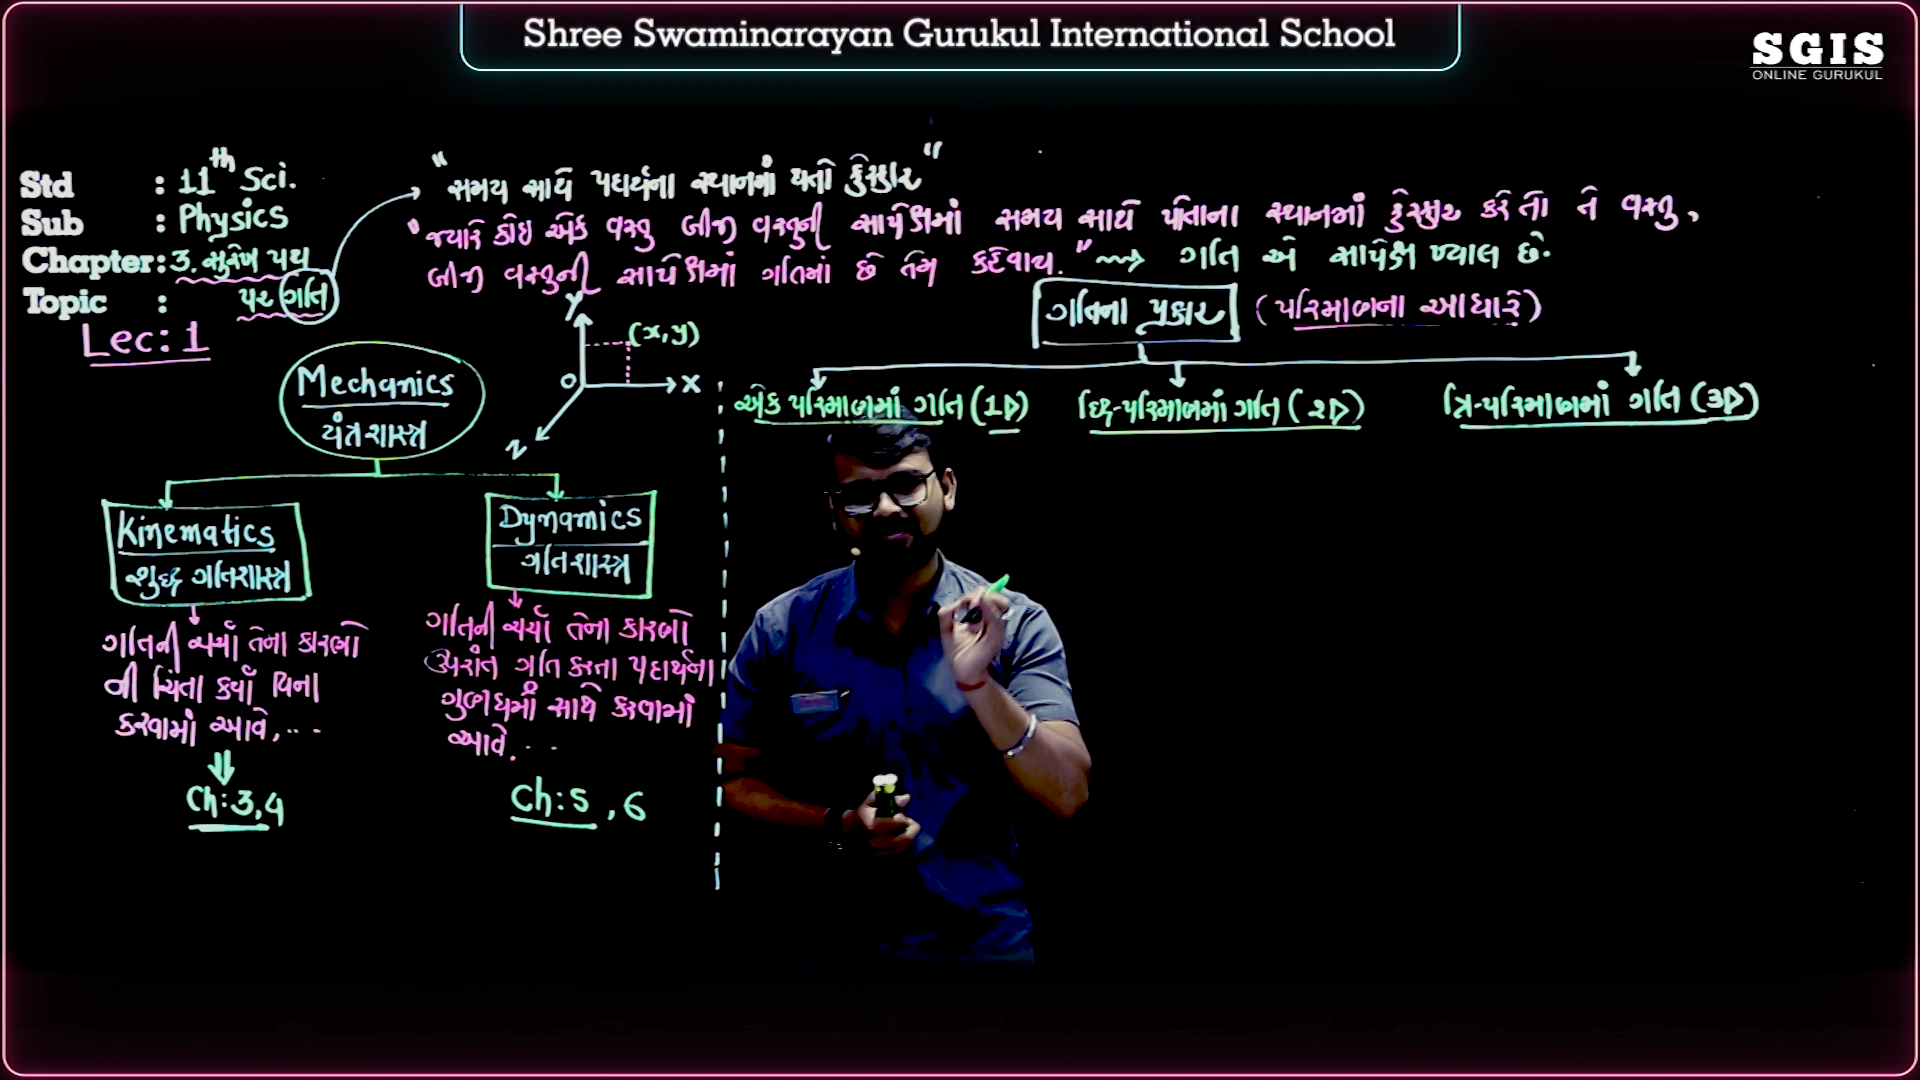 Shree Swaminarayan Gurukul International School
SGIS
ONLINE GURUKUL
Std : 11th Sci.
Sub : Physics
Chapter: 3. સુરેખ પથ
Topic : પર ગતિ
Lec: 1
"સમય સાથે પદાર્થના સ્થાનમાં થતો ફેરફાર"
"જ્યારે કોઇ એક વસ્તુ બીજી વસ્તુની સાપેક્ષમાં સમય સાથે પોતાના સ્થાનમાં ફેરફાર કરે તો તે વસ્તુ,
બીજી વસ્તુની સાપેક્ષમાં ગતિમાં છે તેમ કહેવાય." ગતિ એ સાપેક્ષ ખ્યાલ છે.
ગતિના પ્રકાર (પરિમાણના આધારે)
એક પરિમાણમાં ગતિ (1D) દ્વિ-પરિમાણમાં ગતિ (2D) ત્રિ-પરિમાણમાં ગતિ (3D)
Y
(x,y)
O X
Z
Mechanics
યંત્રશાસ્ત્ર
Kinematics
શુદ્ધ ગતિશાસ્ત્ર
ગતિની ચર્ચા તેના કારણો
ની ચિંતા કર્યા વિના
કરવામાં આવે,...
Ch:3,4
Dynamics
ગતિશાસ્ત્ર
ગતિની ચર્ચા તેના કારણો
ઉપરાંત ગતિ કરતા પદાર્થના
ગુણધર્મો સાથે કરવામાં
આવે...
Ch:5,6